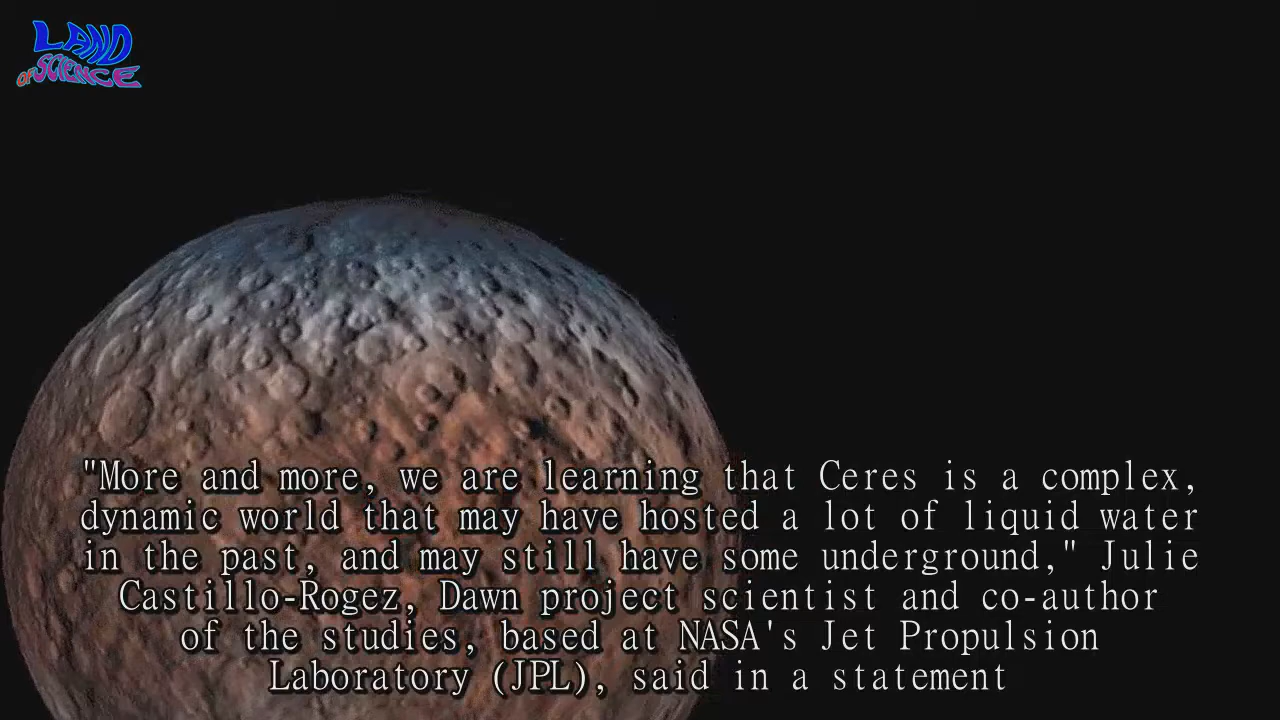 LAND
OF SCIENCE
"More and more, we are learning that Ceres is a complex,
dynamic world that may have hosted a lot of liquid water
in the past, and may still have some underground," Julie
Castillo-Rogez, Dawn project scientist and co-author
of the studies, based at NASA's Jet Propulsion
Laboratory (JPL), said in a statement